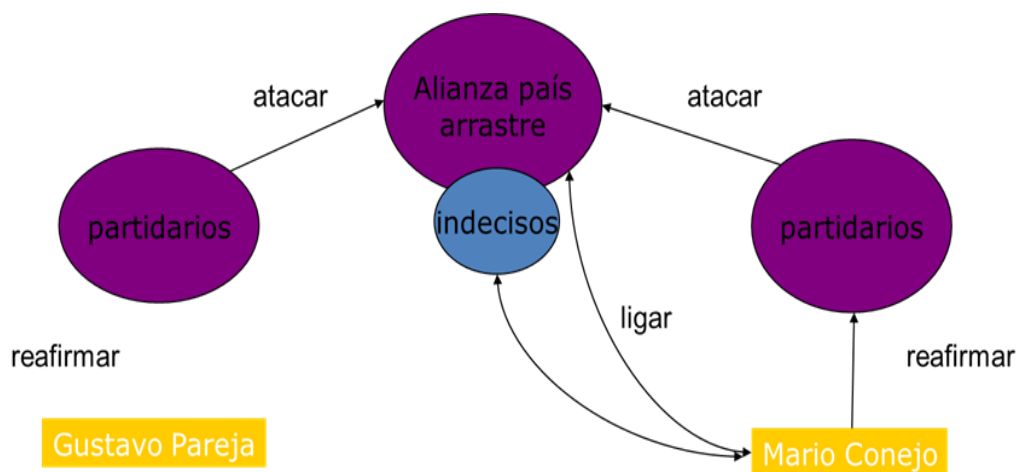 Alianza país
arrastre
atacar
atacar
partidarios
indecisos
partidarios
ligar
reafirmar
reafirmar
Gustavo Pareja
Mario Conejo